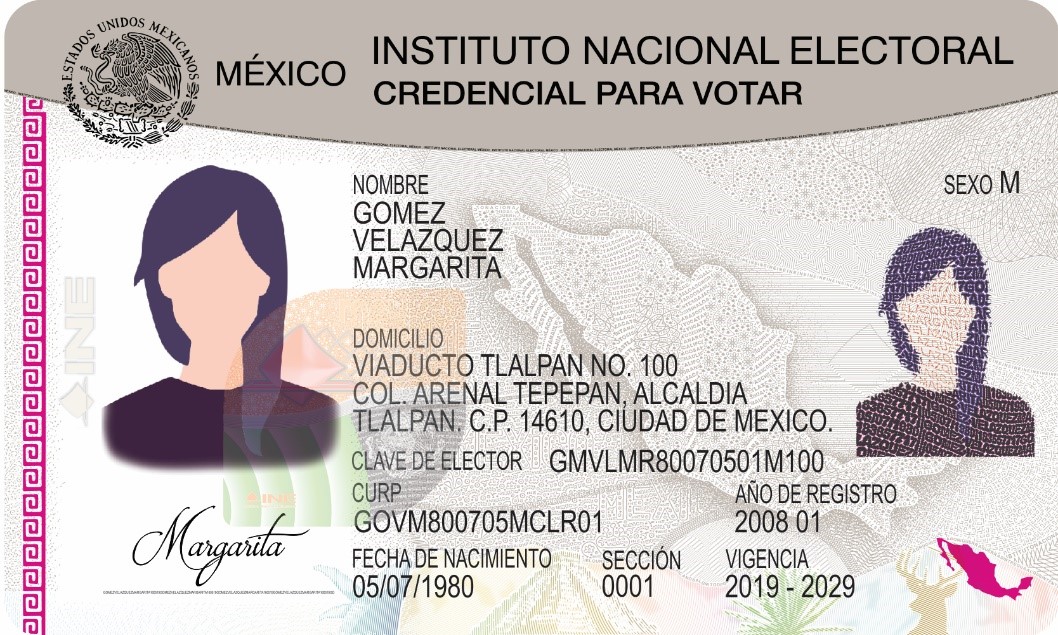 ESTADOS UNIDOS MEXICANOS
MÉXICO
INSTITUTO NACIONAL ELECTORAL
CREDENCIAL PARA VOTAR
NOMBRE
GOMEZ
VELAZQUEZ
MARGARITA
SEXO M
DOMICILIO
VIADUCTO TLALPAN NO. 100
COL. ARENAL TEPEPAN, ALCALDIA
TLALPAN. C.P. 14610, CIUDAD DE MEXICO.
CLAVE DE ELECTOR GMVLMR80070501M100
CURP
GOVM800705MCLR01
AÑO DE REGISTRO
2008 01
FECHA DE NACIMIENTO
05/07/1980
SECCIÓN
0001
VIGENCIA
2019 - 2029
INE
INE
Margarita